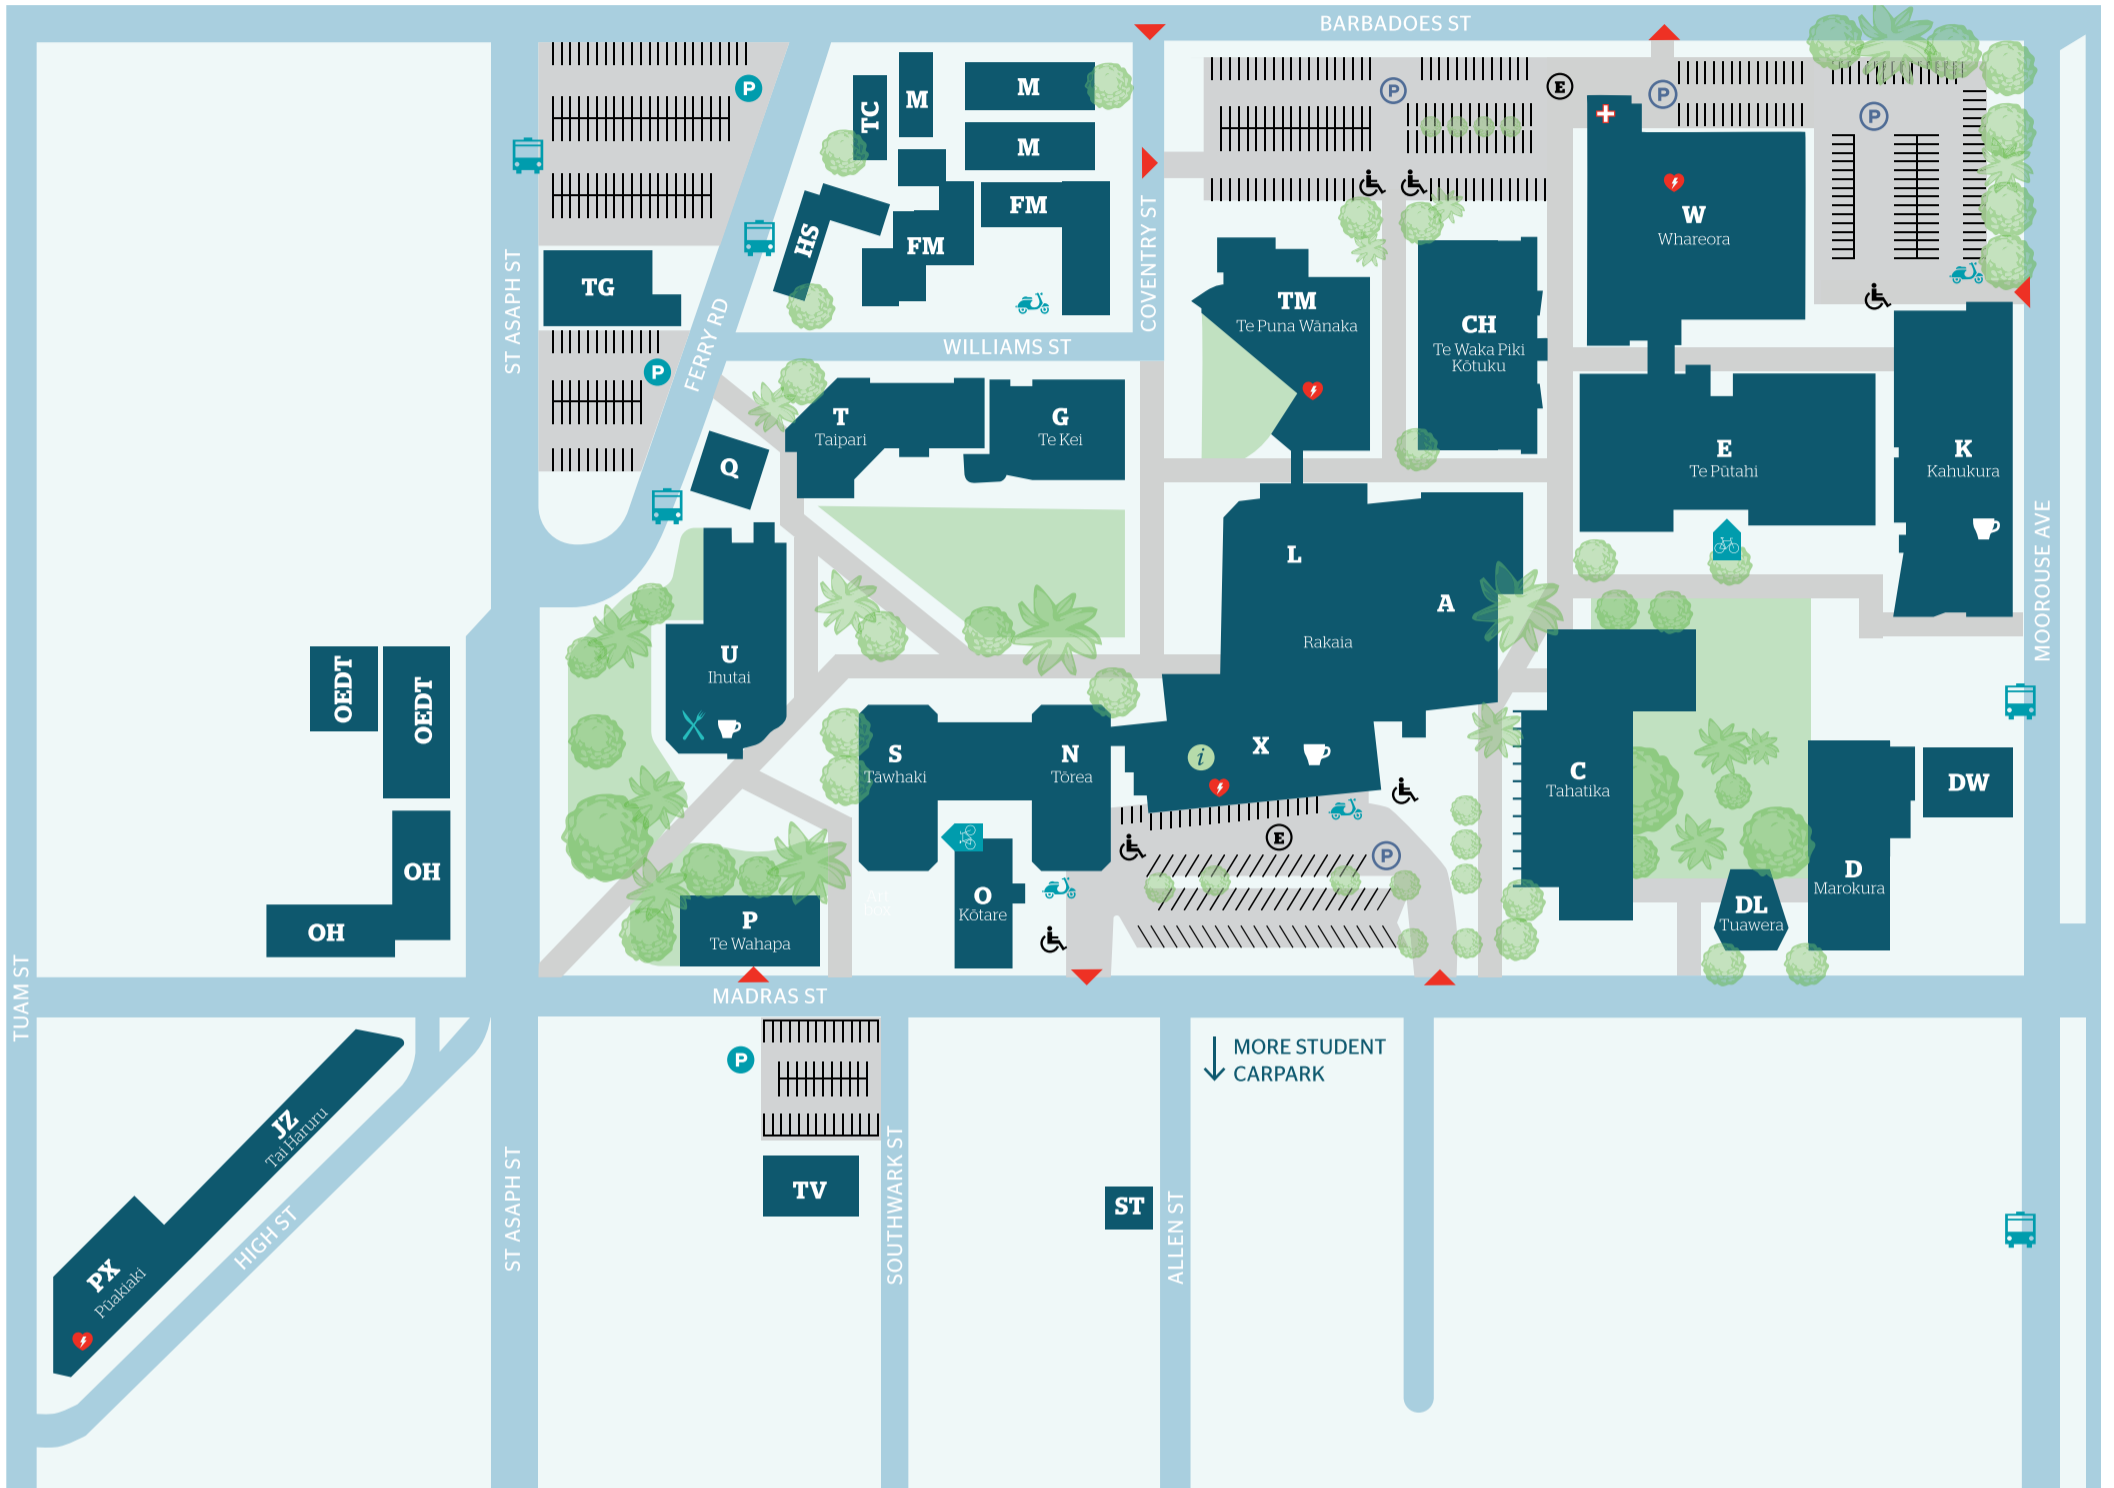 BARBADOES ST
P
TC
M
M
M
P
E
P
P
W
Whareora
HS
FM
FM
TG
ST ASAPH ST
FERRY RD
COVENTRY ST
WILLIAMS ST
P
TM
Te Puna Wānaka
CH
Te Waka Piki
Kōtuku
T
Taipari
G
Te Kei
Q
E
Te Pūtahi
K
Kahukura
MOOROUSE AVE
L
A
Rakaia
U
Ihutai
OEDT
OEDT
S
Tāwhaki
N
Tōrea
i
X
C
Tahatika
DW
E
P
OH
OH
O
Kōtare
P
Te Wahapa
D
Marokura
DL
Tuawera
TUAM ST
MADRAS ST
P
MORE STUDENT
CARPARK
JZ
Tai Haruru
HIGH ST
PX
Pūakiaki
ST ASAPH ST
TV
SOUTHWARK ST
ST
ALLEN ST